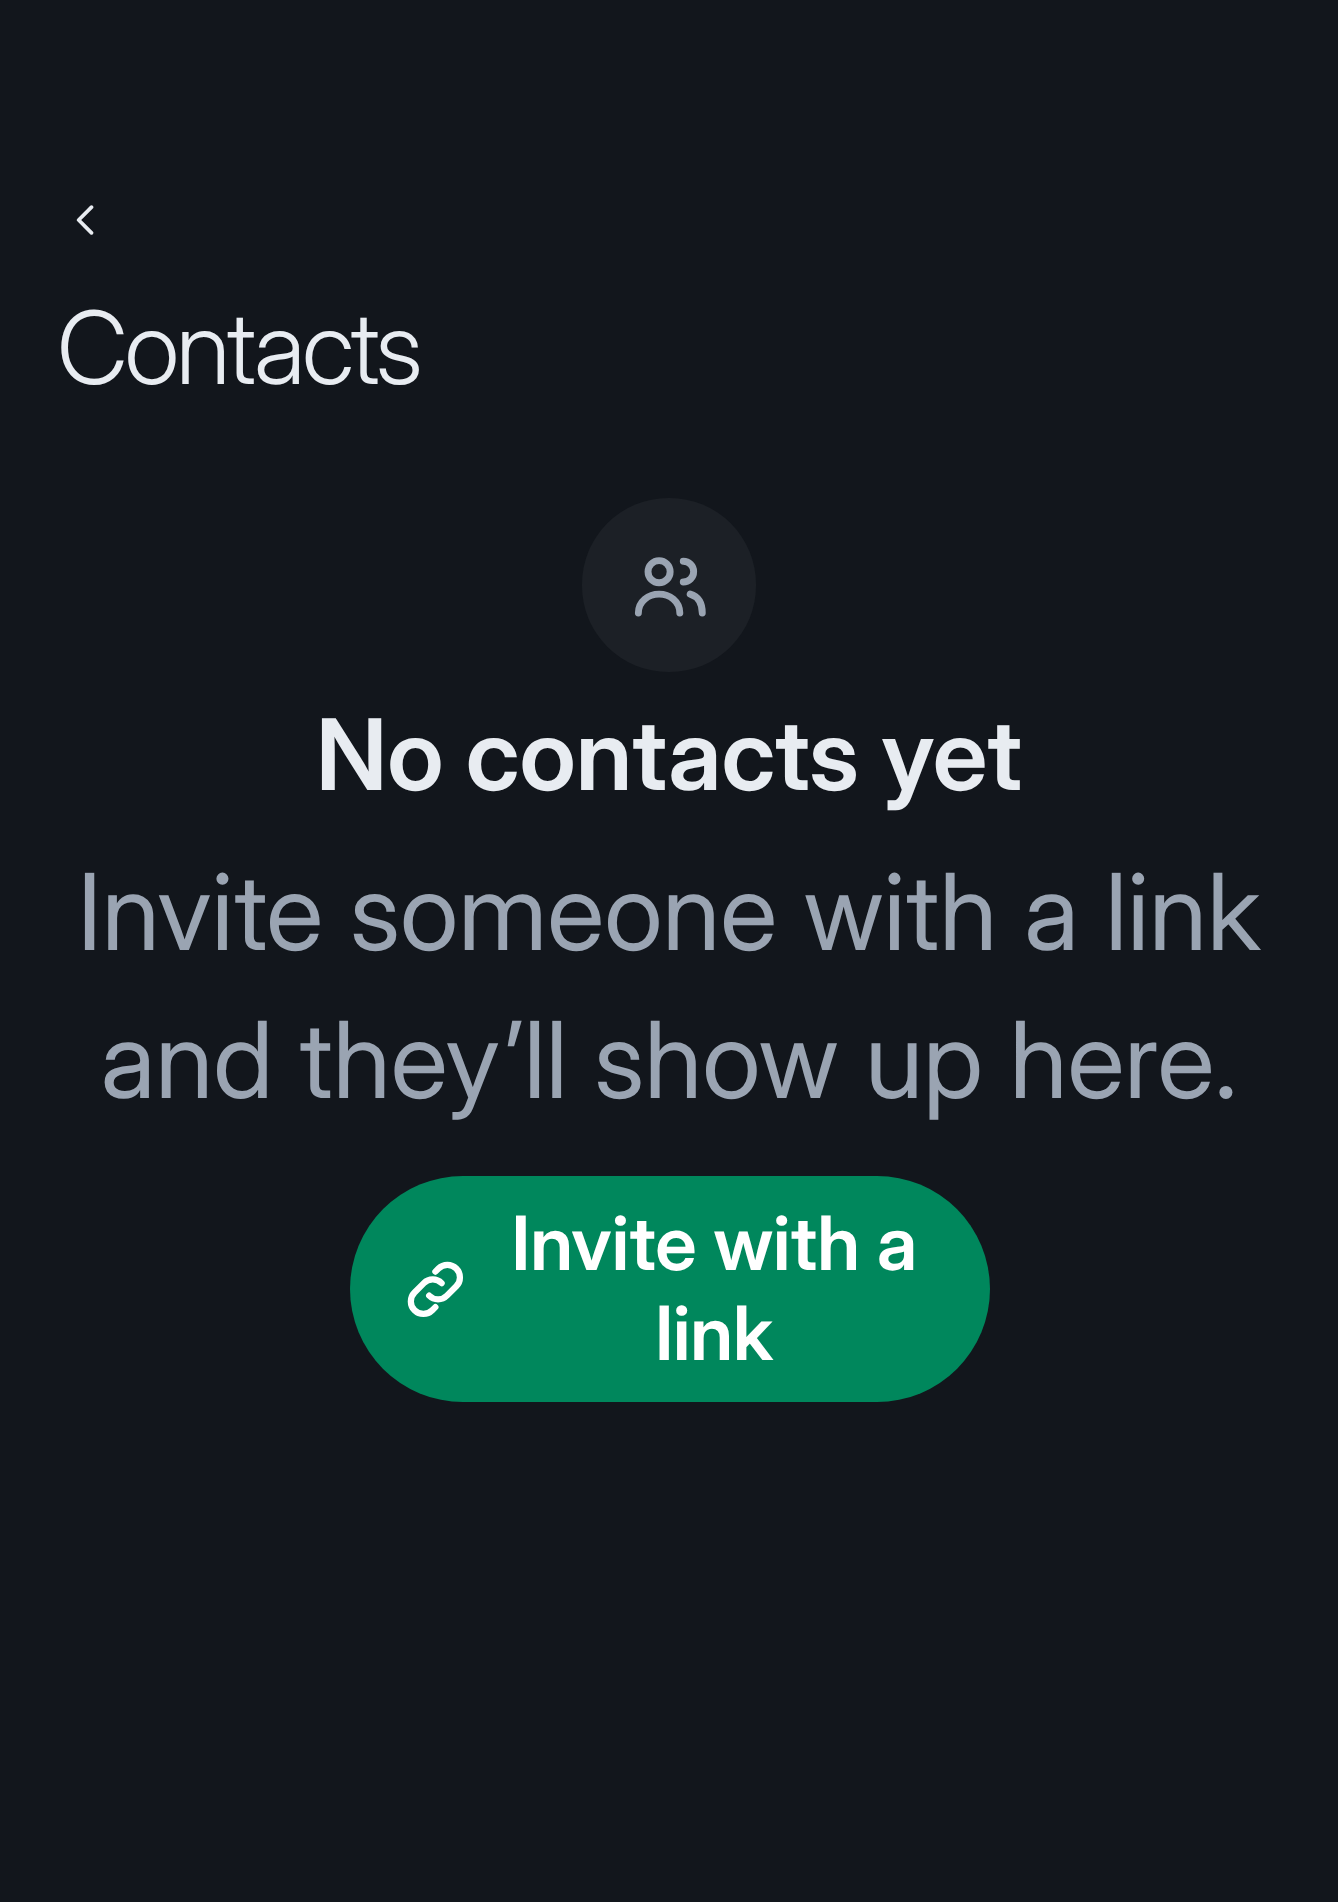 Contacts
No contacts yet
Invite someone with a link
and they’ll show up here.
Invite with a
link